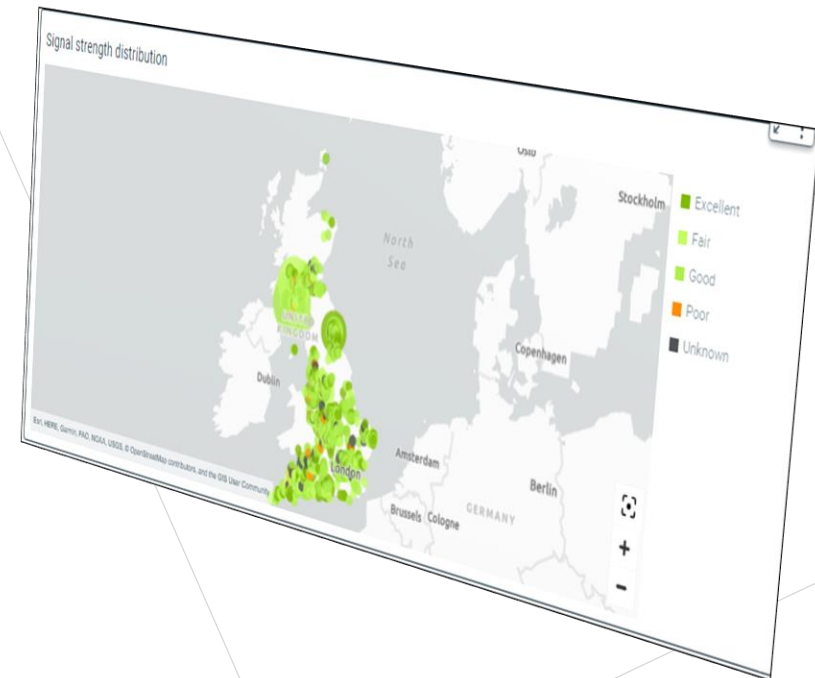 Signal strength distribution
Oslo
Stockholm
Excellent
Fair
Good
Poor
Unknown
North
Sea
UNITED
KINGDOM
Copenhagen
Dublin
Amsterdam
London
Berlin
Brussels
Cologne
GERMANY
Esri, HERE, Garmin, FAO, NOAA, USGS, © OpenStreetMap contributors, and the GIS User Community